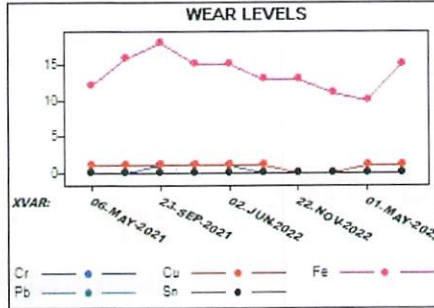 WEAR LEVELS
15
10
5
0
XVAR:
06.MAY-2021
23-SEP.-2021
02.JUN.2022
22.NOV-2022
01.MAY-2023
Cr Cu Fe
Pb Sn